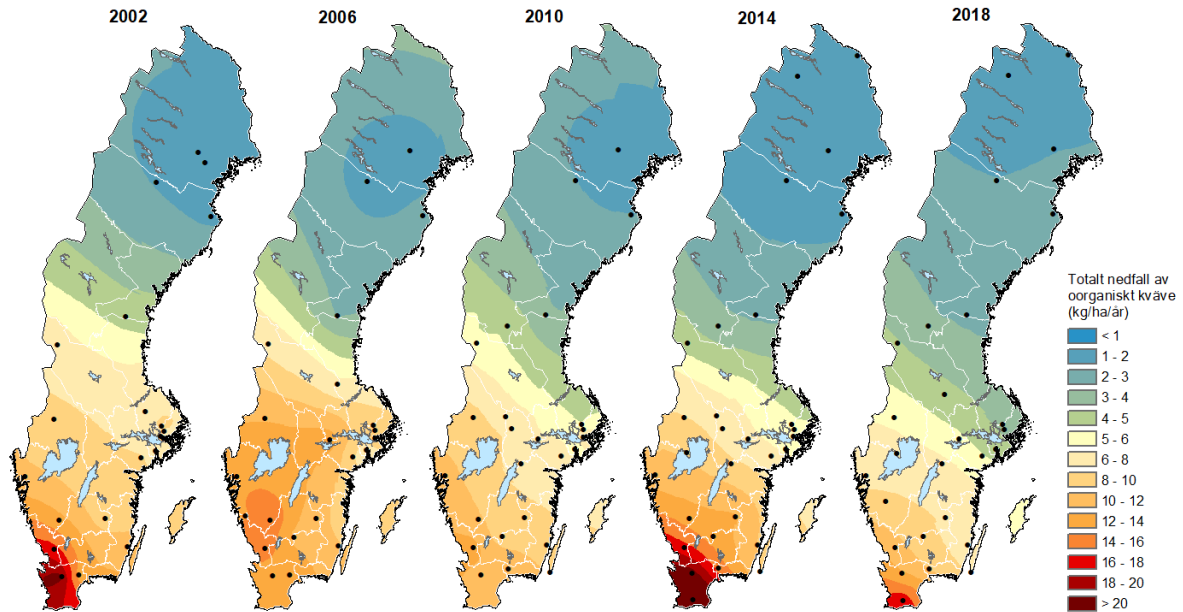 2002 2006 2010 2014 2018
Totalt nedfall av
oorganiskt kväve
(kg/ha/år)
< 1
1 - 2
2 - 3
3 - 4
4 - 5
5 - 6
6 - 8
8 - 10
10 - 12
12 - 14
14 - 16
16 - 18
18 - 20
> 20